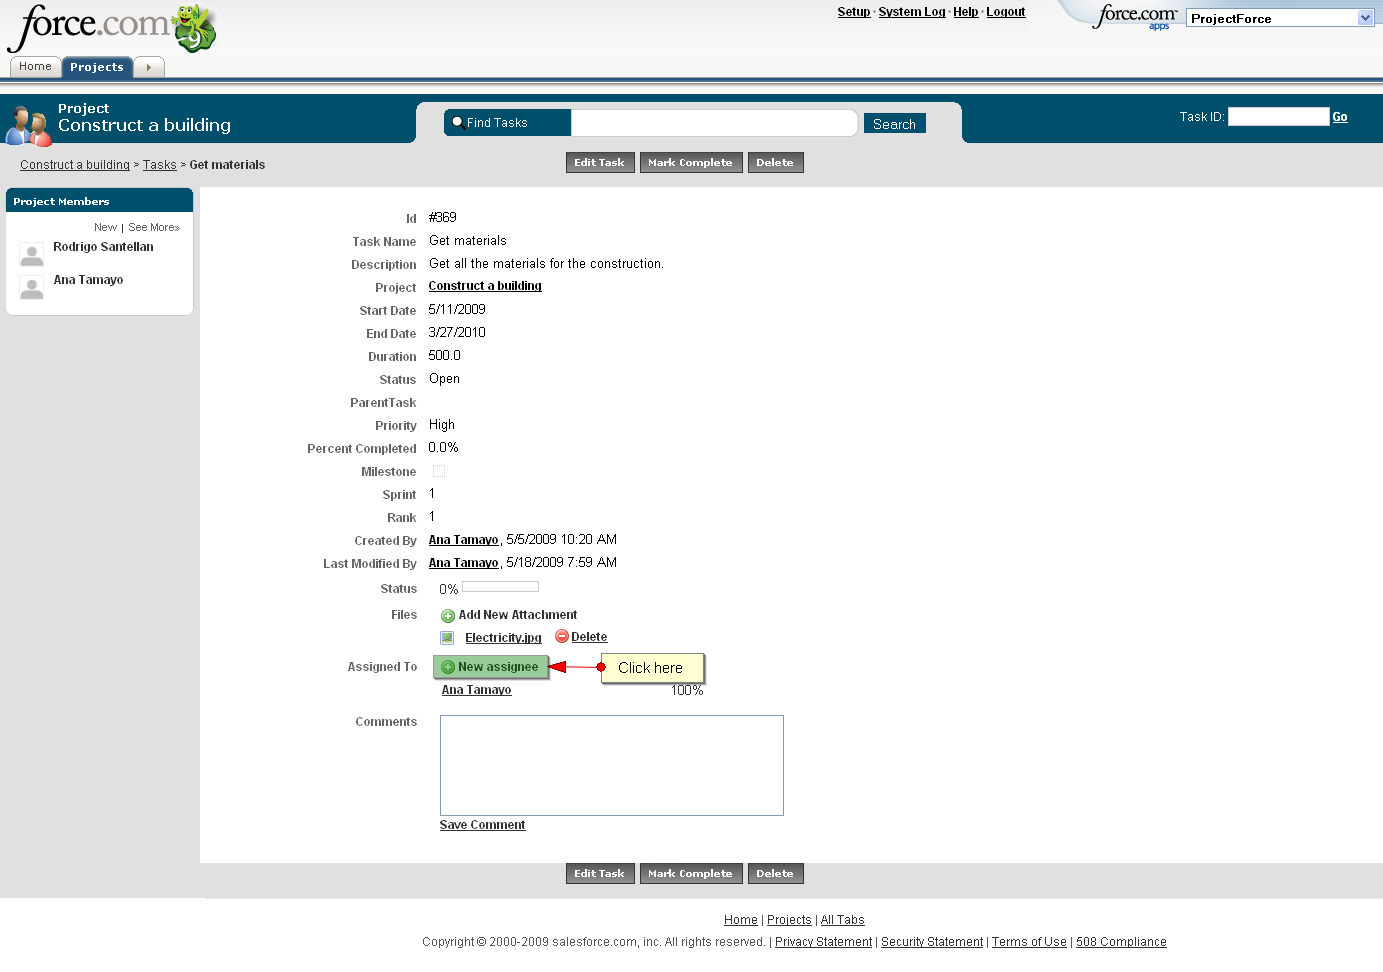 force.com 9
Setup · System Log · Help · Logout
force.com apps
ProjectForce
Home Projects
Project
Construct a building
Find Tasks Search
Task ID: Go
Construct a building > Tasks > Get materials
Edit Task Mark Complete Delete
Project Members
New | See More»
Rodrigo Santellan
Ana Tamayo
Id #369
Task Name Get materials
Description Get all the materials for the construction.
Project Construct a building
Start Date 5/11/2009
End Date 3/27/2010
Duration 500.0
Status Open
ParentTask
Priority High
Percent Completed 0.0%
Milestone
Sprint 1
Rank 1
Created By Ana Tamayo, 5/5/2009 10:20 AM
Last Modified By Ana Tamayo, 5/18/2009 7:59 AM
Status 0%
Files Add New Attachment
Electricity.jpg Delete
Assigned To New assignee Click here
Ana Tamayo 100%
Comments
Save Comment
Edit Task Mark Complete Delete
Home | Projects | All Tabs
Copyright © 2000-2009 salesforce.com, inc. All rights reserved. | Privacy Statement | Security Statement | Terms of Use | 508 Compliance